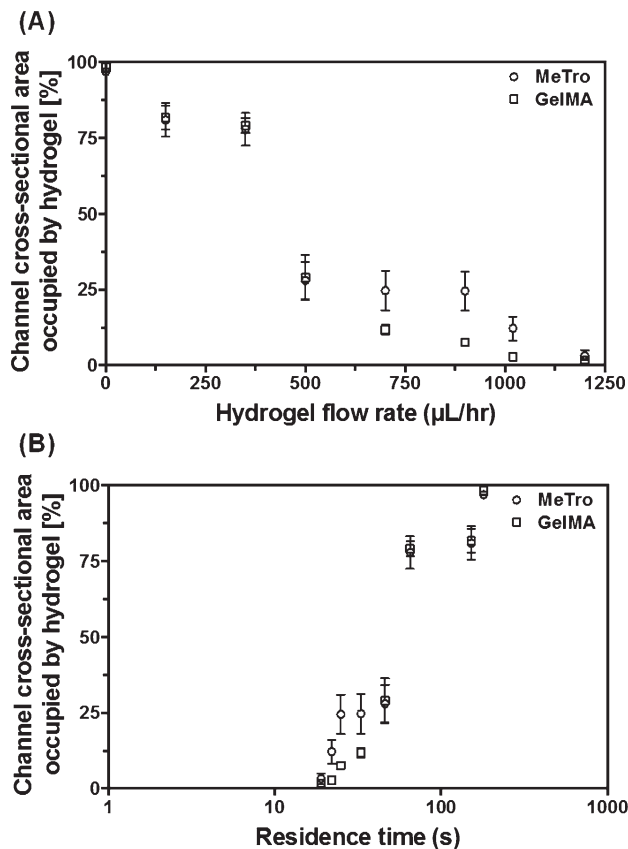 (A)
Channel cross-sectional area
occupied by hydrogel [%]
100
75
50
25
0
MeTro
GelMA
0
250
500
750
1000
1250
Hydrogel flow rate (µL/hr)
(B)
Channel cross-sectional area
occupied by hydrogel [%]
100
75
50
25
0
MeTro
GelMA
1
10
100
1000
Residence time (s)